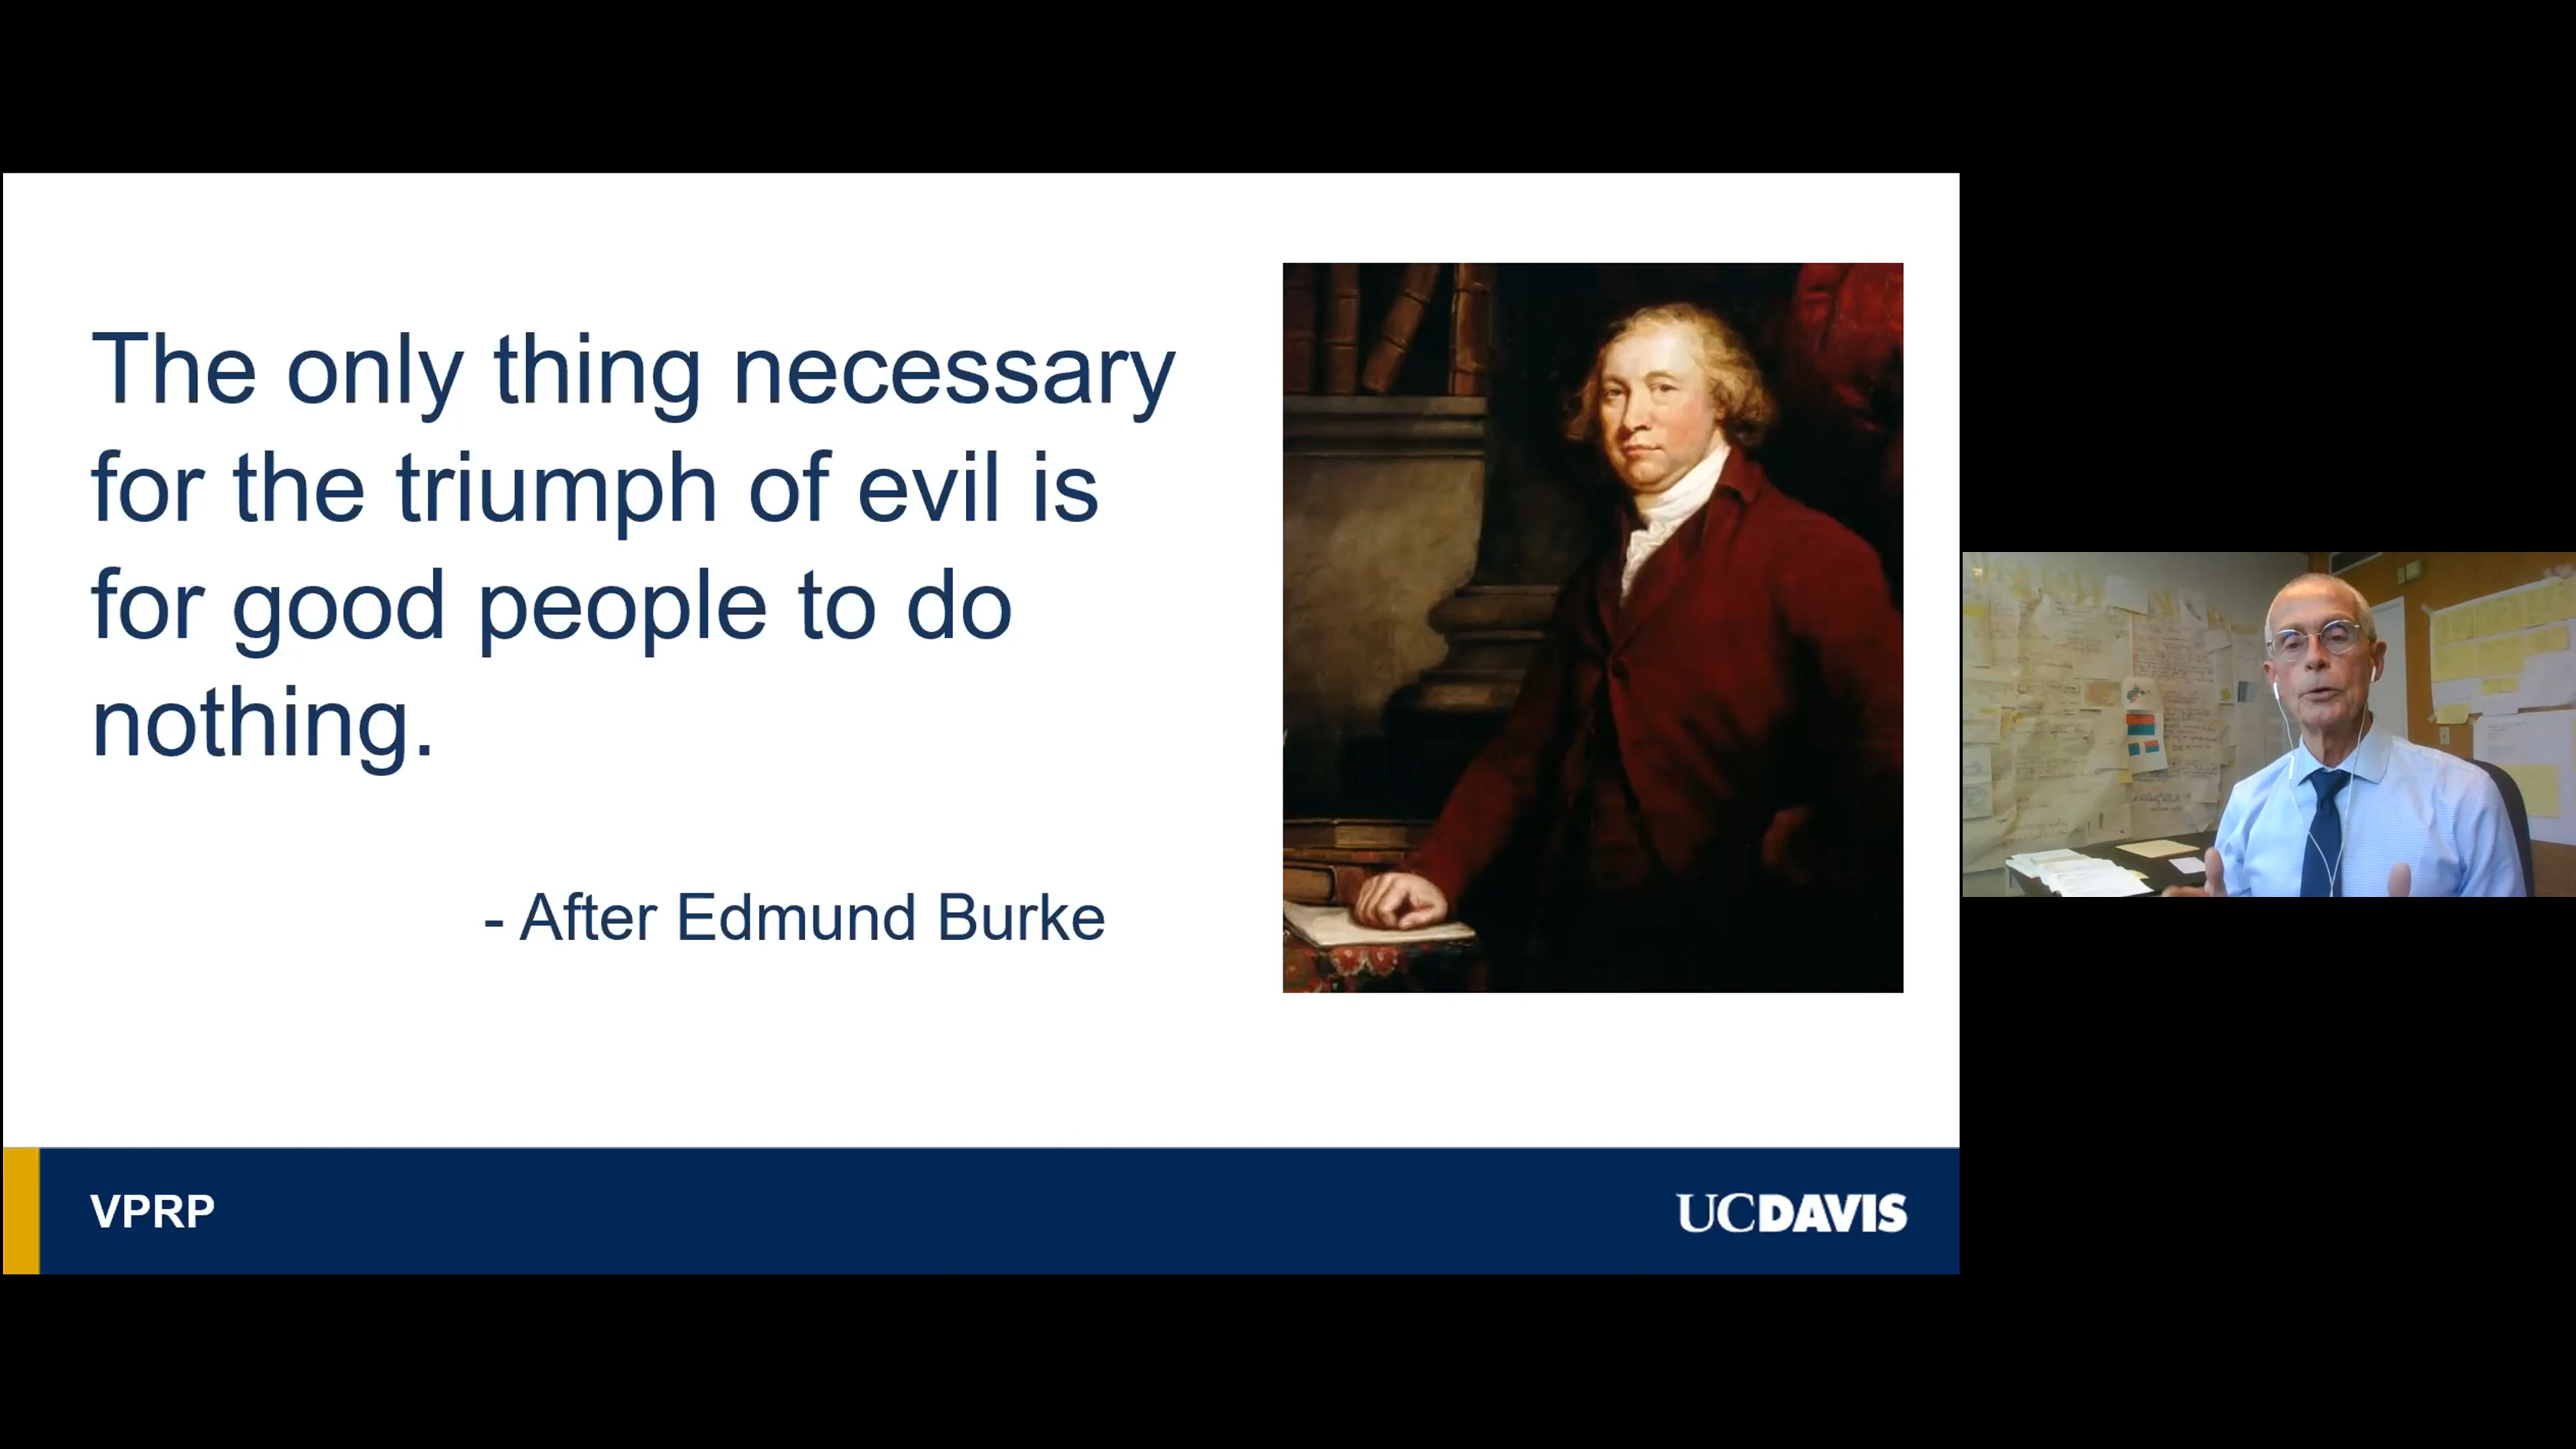 The only thing necessary
for the triumph of evil is
for good people to do
nothing.
- After Edmund Burke
VPRP
UCDAVIS